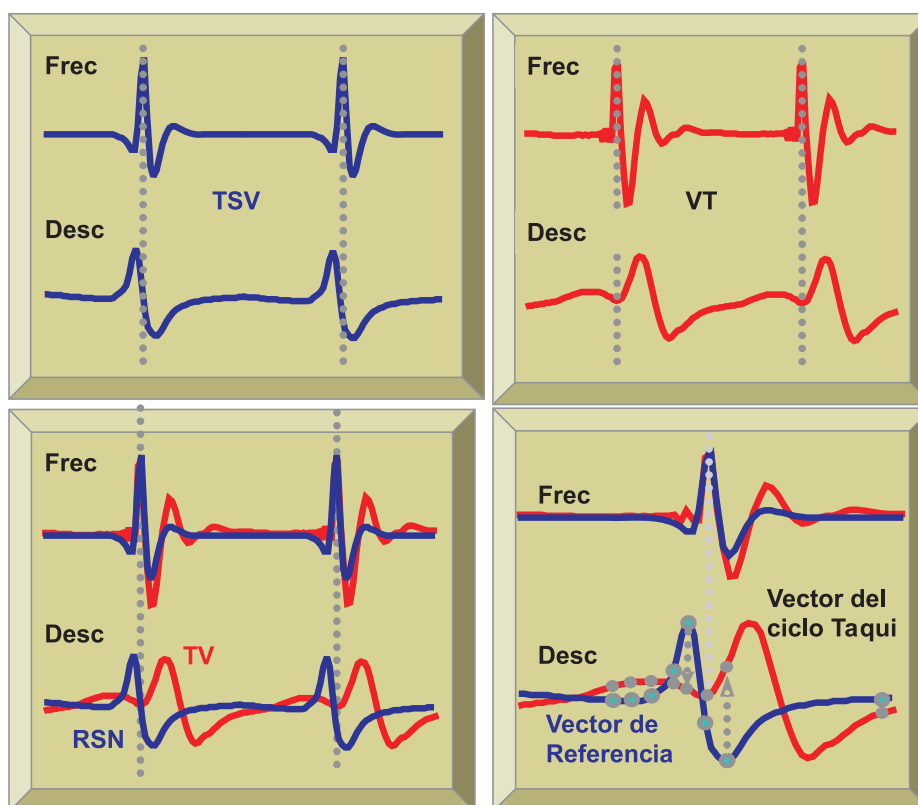 Frec
TSV
Desc
Frec
VT
Desc
Frec
Desc
TV
RSN
Frec
Vector del
ciclo Taqui
Desc
Vector de
Referencia